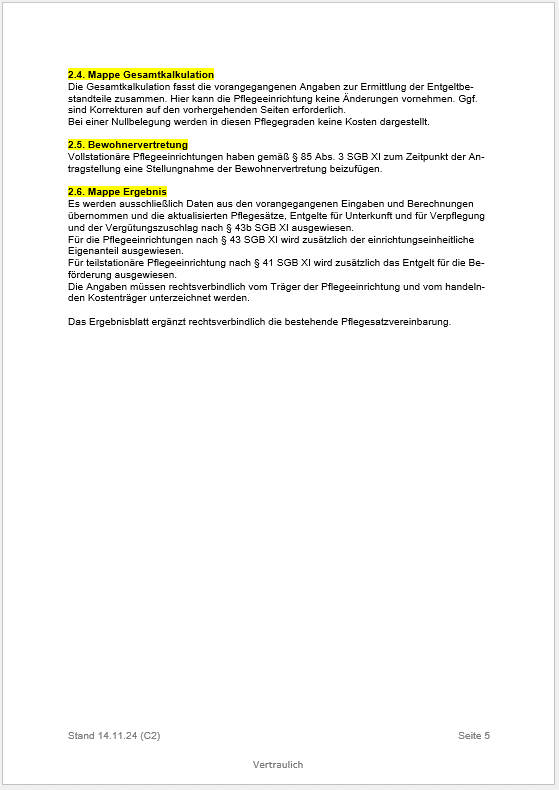 2.4. Mappe Gesamtkalkulation
Die Gesamtkalkulation fasst die vorangegangenen Angaben zur Ermittlung der Entgeltbe-
standteile zusammen. Hier kann die Pflegeeinrichtung keine Änderungen vornehmen. Ggf.
sind Korrekturen auf den vorhergehenden Seiten erforderlich.
Bei einer Nullbelegung werden in diesen Pflegegraden keine Kosten dargestellt.
2.5. Bewohnervertretung
Vollstationäre Pflegeeinrichtungen haben gemäß § 85 Abs. 3 SGB XI zum Zeitpunkt der An-
tragstellung eine Stellungnahme der Bewohnervertretung beizufügen.
2.6. Mappe Ergebnis
Es werden ausschließlich Daten aus den vorangegangenen Eingaben und Berechnungen
übernommen und die aktualisierten Pflegesätze, Entgelte für Unterkunft und für Verpflegung
und der Vergütungszuschlag nach § 43b SGB XI ausgewiesen.
Für die Pflegeeinrichtungen nach § 43 SGB XI wird zusätzlich der einrichtungseinheitliche
Eigenanteil ausgewiesen.
Für teilstationäre Pflegeeinrichtung nach § 41 SGB XI wird zusätzlich das Entgelt für die Be-
förderung ausgewiesen.
Die Angaben müssen rechtsverbindlich vom Träger der Pflegeeinrichtung und vom handeln-
den Kostenträger unterzeichnet werden.
Das Ergebnisblatt ergänzt rechtsverbindlich die bestehende Pflegesatzvereinbarung.
Stand 14.11.24 (C2) Seite 5
Vertraulich